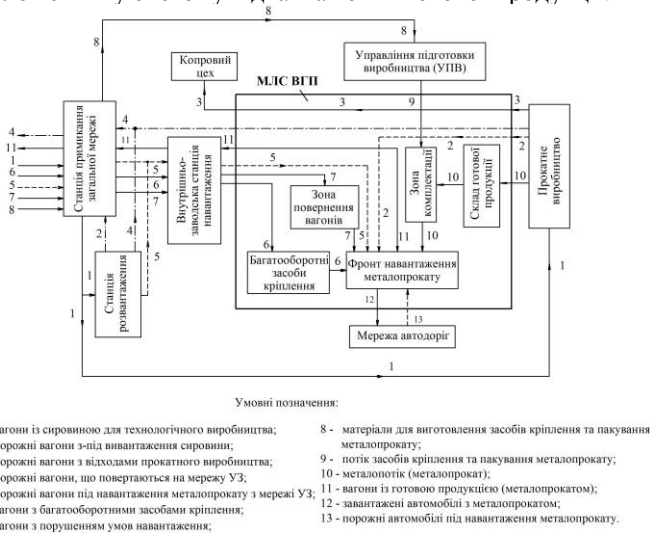 8
8
8
Копровий
цех
Управління підготовки
виробництва (УПВ)
МЛС ВГП
3
3
9
3
4
11
1
6
5
7
8
Станція примикання
загальної мережі
4
11
5
6
7
2
4
5
Внутрішньо-
заводська станція
навантаження
11
5
7
6
Зона
повернення
вагонів
2
2
2
Зона
комплектації
10
Склад готової
продукції
10
Прокатне
виробництво
7
5
11
10
Багатооборотні
засоби
кріплення
6
Фронт навантаження
металопрокату
1
1
Станція
розвантаження
12
13
Мережа автодоріг
1
1
Умовні позначення:
вагони із сировиною для технологічного виробництва;
порожні вагони з-під вивантаження сировини;
порожні вагони з відходами прокатного виробництва;
порожні вагони, що повертаються на мережу УЗ;
порожні вагони під навантаження металопрокату з мережі УЗ;
вагони з багатооборотними засобами кріплення;
вагони з порушенням умов навантаження;
8 - матеріали для виготовлення засобів кріплення та пакування
металопрокату;
9 - потік засобів кріплення та пакування металопрокату;
10 - металопотік (металопрокат);
11 - вагони із готовою продукцією (металопрокатом);
12 - завантажені автомобілі з металопрокатом;
13 - порожні автомобілі під навантаження металопрокату.